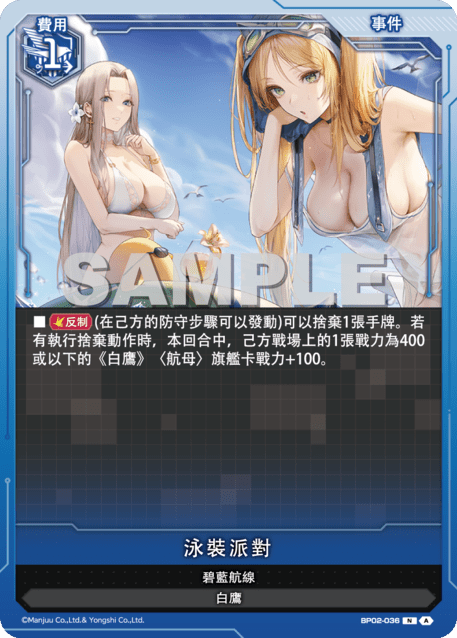 費用
事件
1
SAMPLE
■ 反制 (在己方的防守步驟可以發動)可以捨棄1張手牌。若
有執行捨棄動作時，本回合中，己方戰場上的1張戰力為400
或以下的《白鷹》〈航母〉旗艦卡戰力+100。
泳裝派對
碧藍航線
白鷹
©Manjuu Co.,Ltd.& Yongshi Co.,Ltd. BP02-036 N A